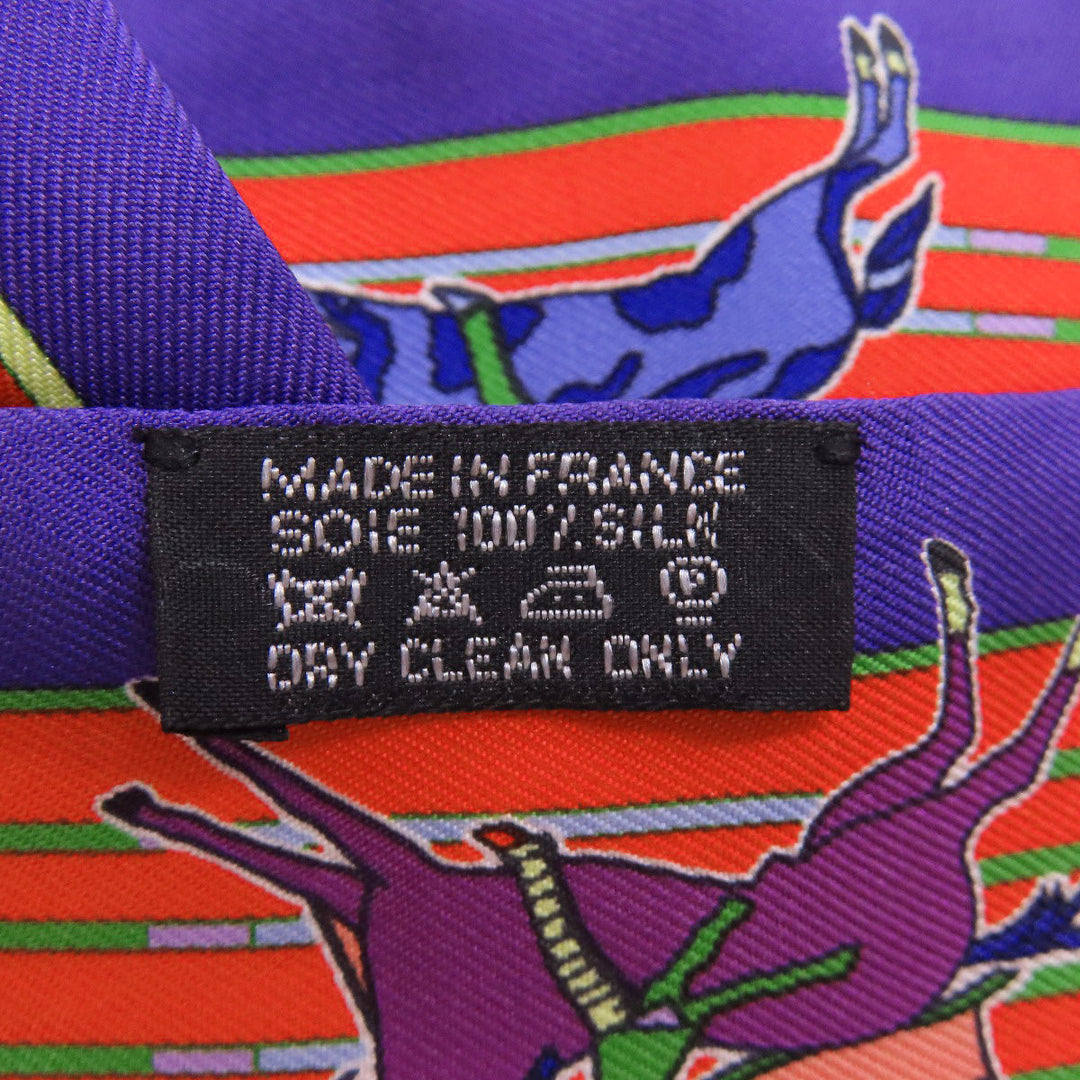 MADE IN FRANCE
SOIE 100% SILK
P
DRY CLEAN ONLY